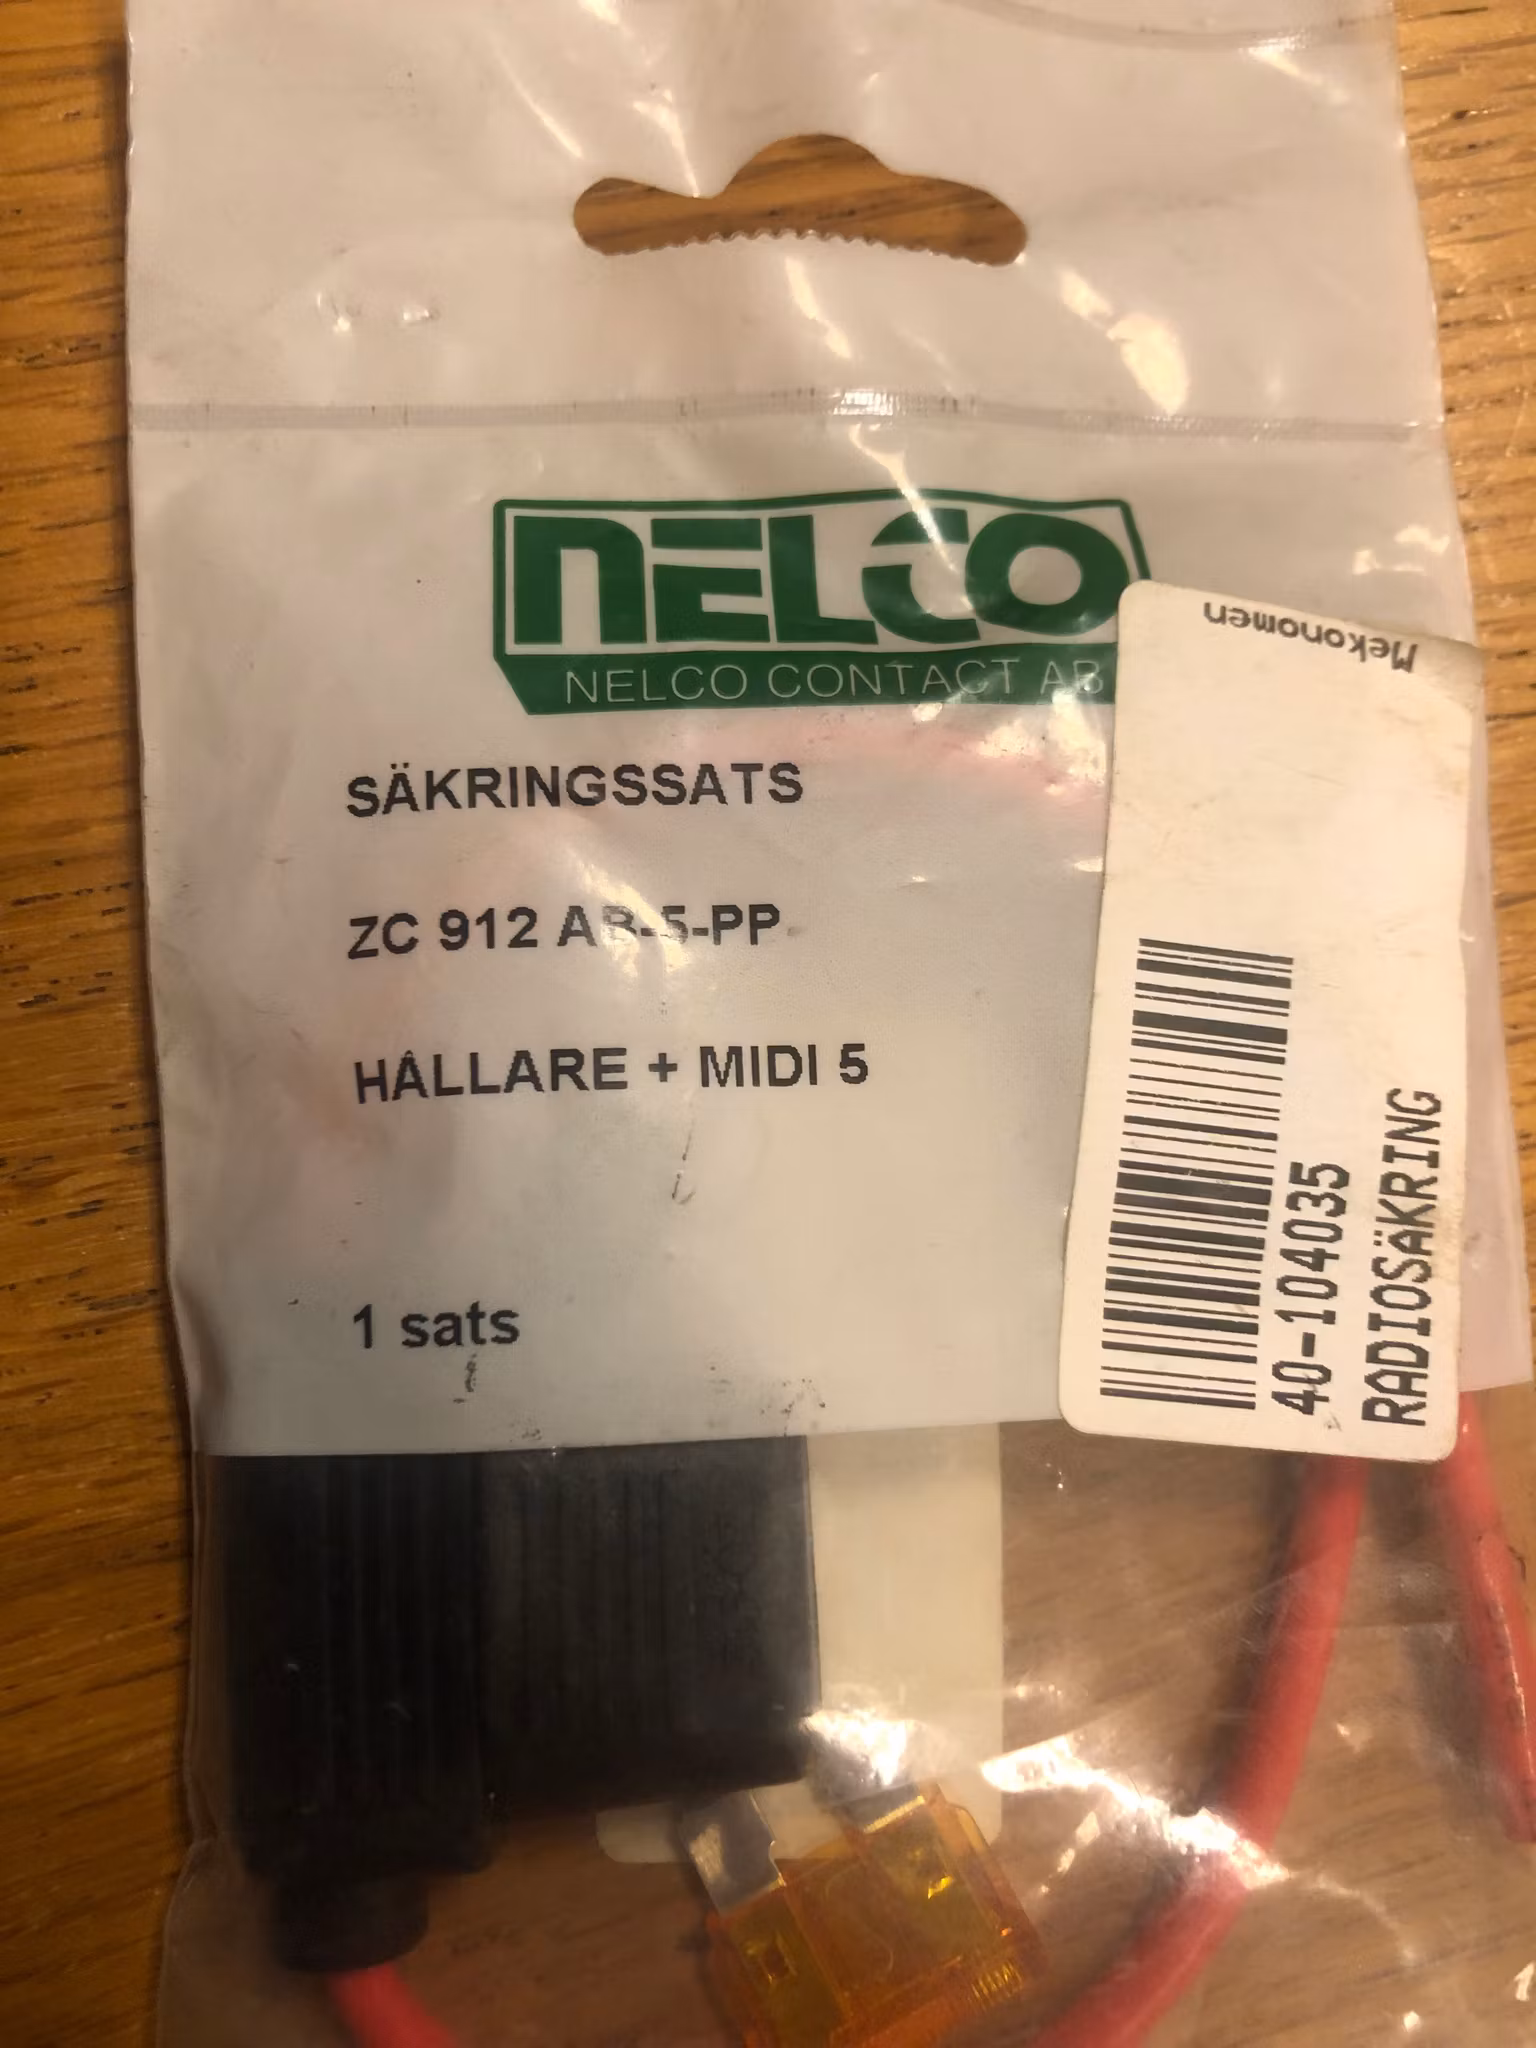 NELCO
NELCO CONTACT AB
SÄKRINGSSATS
ZC 912 AB-5-PP
HÅLLARE + MIDI 5
1 sats
Mekonomen
40-104035
RADIOSÄKRING